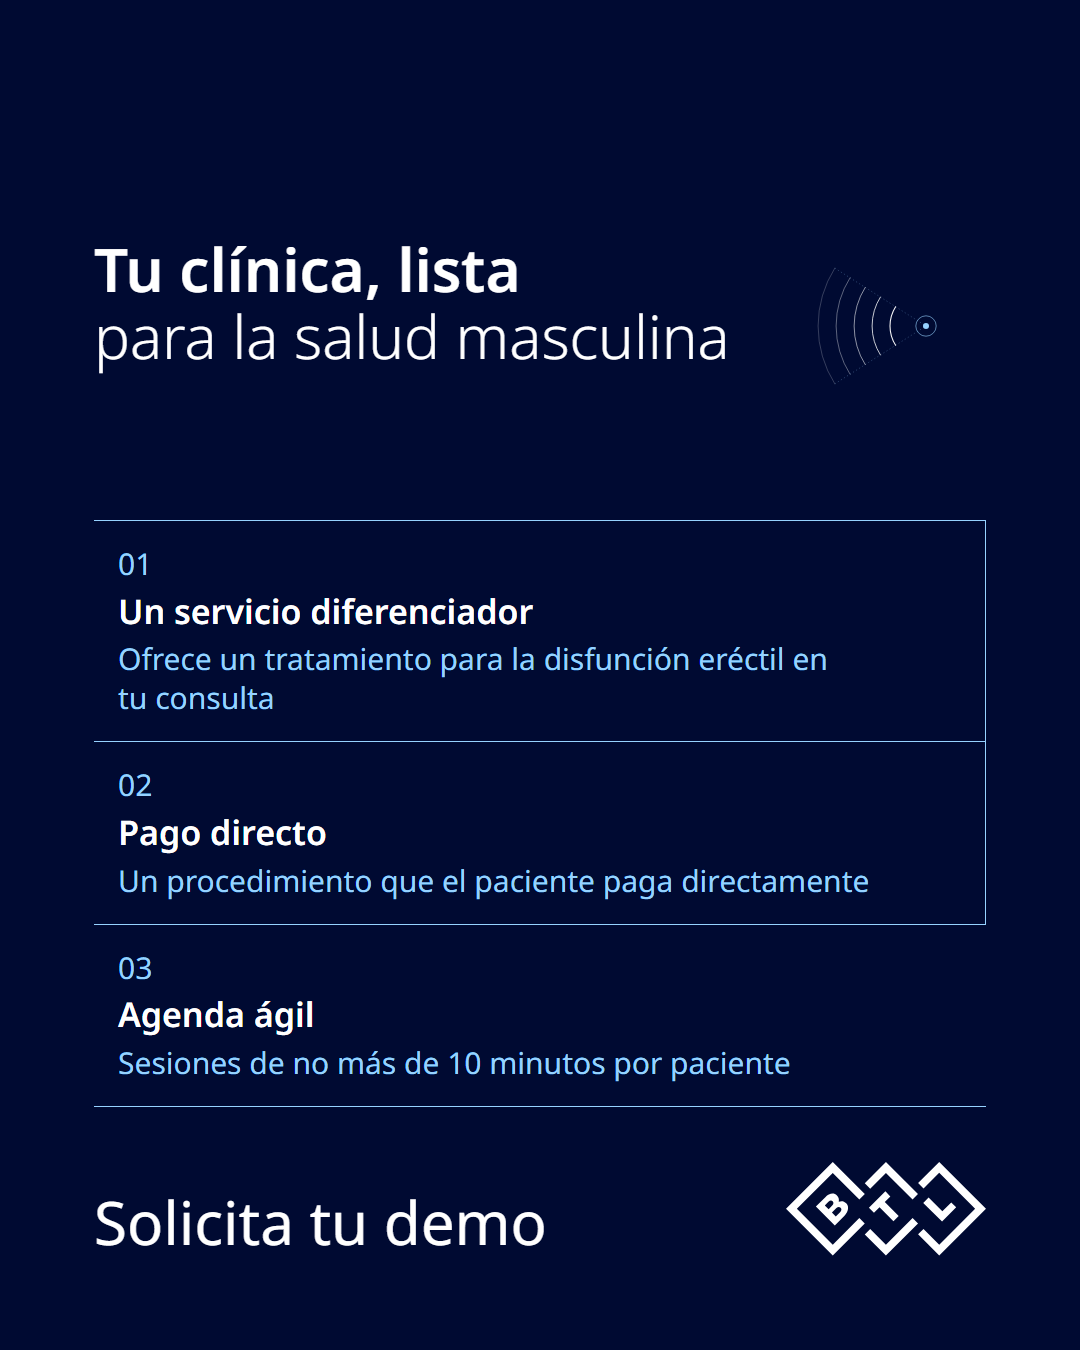 Tu clínica, lista
para la salud masculina
01
Un servicio diferenciador
Ofrece un tratamiento para la disfunción eréctil en
tu consulta
02
Pago directo
Un procedimiento que el paciente paga directamente
03
Agenda ágil
Sesiones de no más de 10 minutos por paciente
Solicita tu demo
BTL